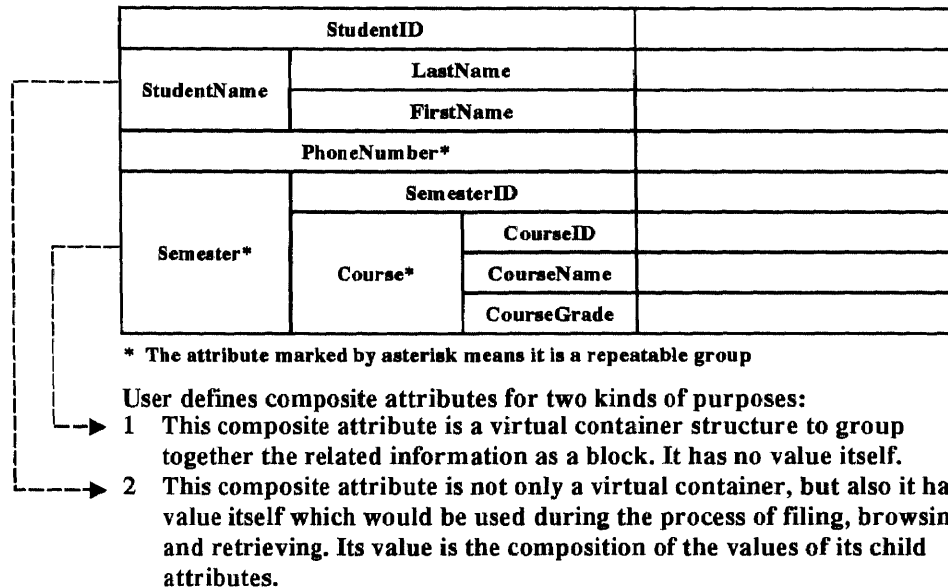 StudentID
StudentName
LastName
FirstName
PhoneNumber*
Semester*
SemesterID
Course*
CourseID
CourseName
CourseGrade
* The attribute marked by asterisk means it is a repeatable group
User defines composite attributes for two kinds of purposes:
1 This composite attribute is a virtual container structure to group
together the related information as a block. It has no value itself.
2 This composite attribute is not only a virtual container, but also it ha
value itself which would be used during the process of filing, browsin
and retrieving. Its value is the composition of the values of its child
attributes.